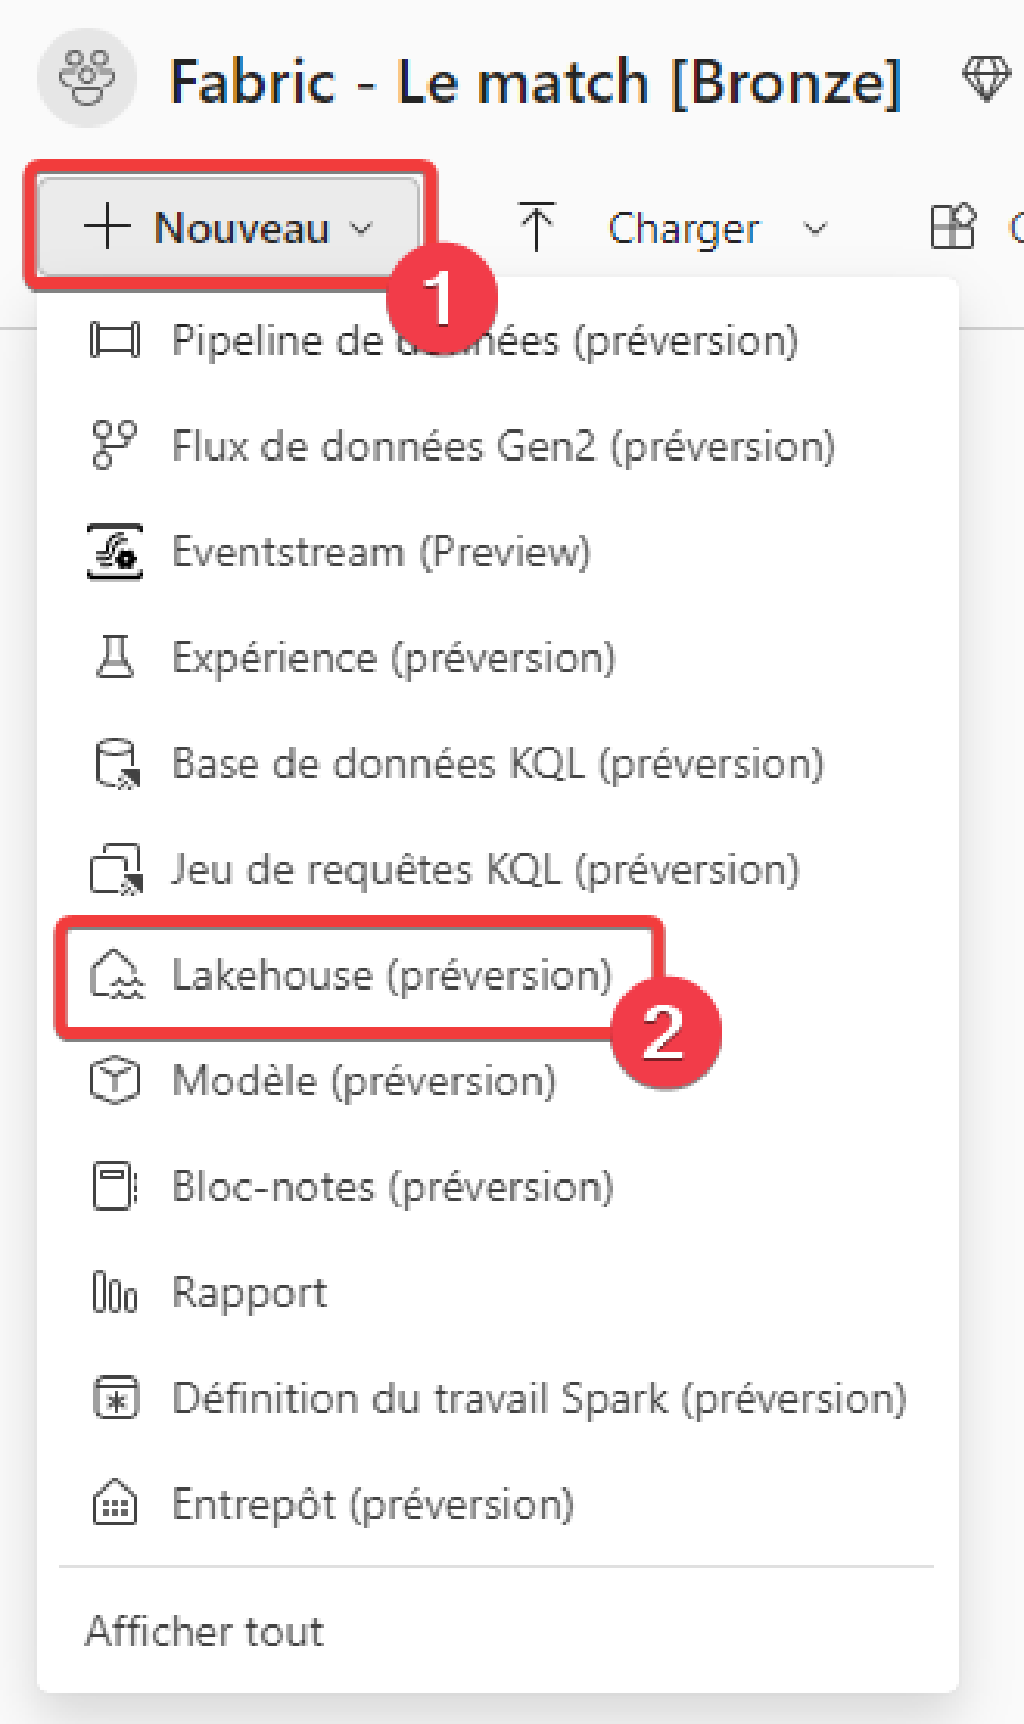 Fabric - Le match [Bronze]
Nouveau
Charger
1
Pipeline de données (préversion)
Flux de données Gen2 (préversion)
Eventstream (Preview)
Expérience (préversion)
Base de données KQL (préversion)
Jeu de requêtes KQL (préversion)
Lakehouse (préversion)
2
Modèle (préversion)
Bloc-notes (préversion)
Rapport
Définition du travail Spark (préversion)
Entrepôt (préversion)
Afficher tout